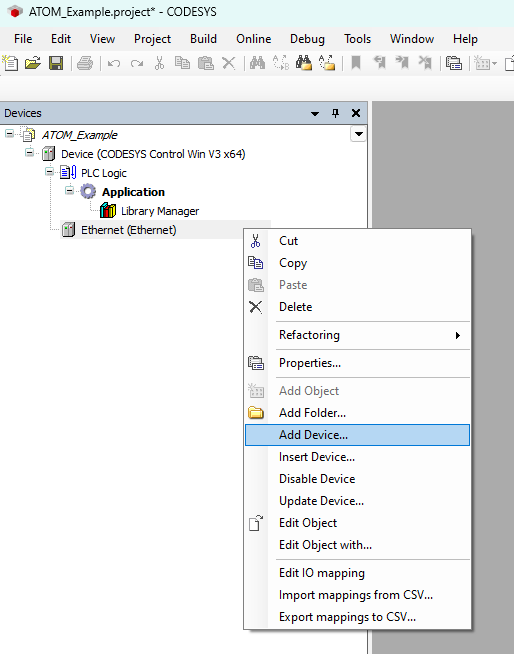 ATOM_Example.project* - CODESYS
File Edit View Project Build Online Debug Tools Window Help
Devices
ATOM_Example
Device (CODESYS Control Win V3 x64)
PLC Logic
Application
Library Manager
Ethernet (Ethernet)
Cut
Copy
Paste
Delete
Refactoring
Properties...
Add Object
Add Folder...
Add Device...
Insert Device...
Disable Device
Update Device...
Edit Object
Edit Object with...
Edit IO mapping
Import mappings from CSV...
Export mappings to CSV...